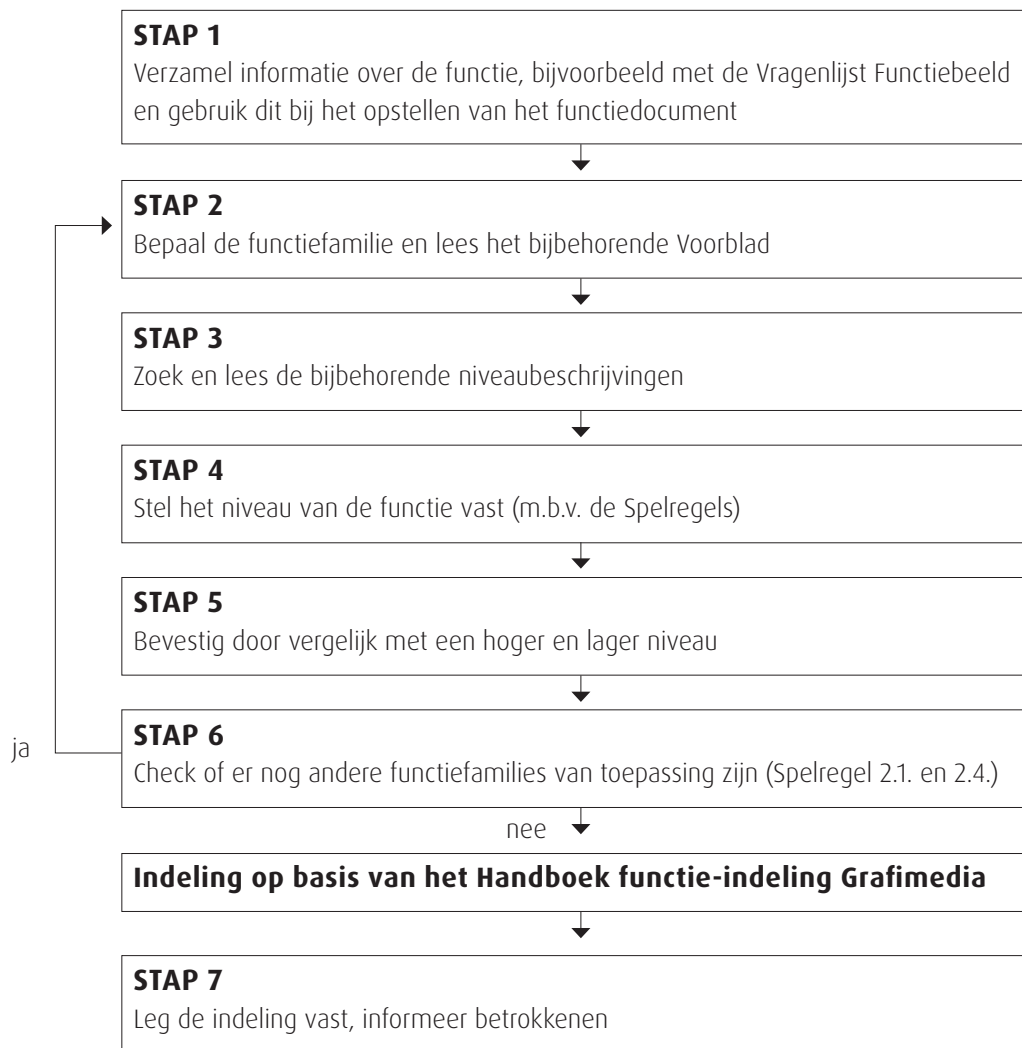 STAP 1
Verzamel informatie over de functie, bijvoorbeeld met de Vragenlijst Functiebeeld
en gebruik dit bij het opstellen van het functiedocument
STAP 2
Bepaal de functiefamilie en lees het bijbehorende Voorblad
STAP 3
Zoek en lees de bijbehorende niveaubeschrijvingen
STAP 4
Stel het niveau van de functie vast (m.b.v. de Spelregels)
STAP 5
Bevestig door vergelijk met een hoger en lager niveau
ja
STAP 6
Check of er nog andere functiefamilies van toepassing zijn (Spelregel 2.1. en 2.4.)
nee
Indeling op basis van het Handboek functie-indeling Grafimedia
STAP 7
Leg de indeling vast, informeer betrokkenen